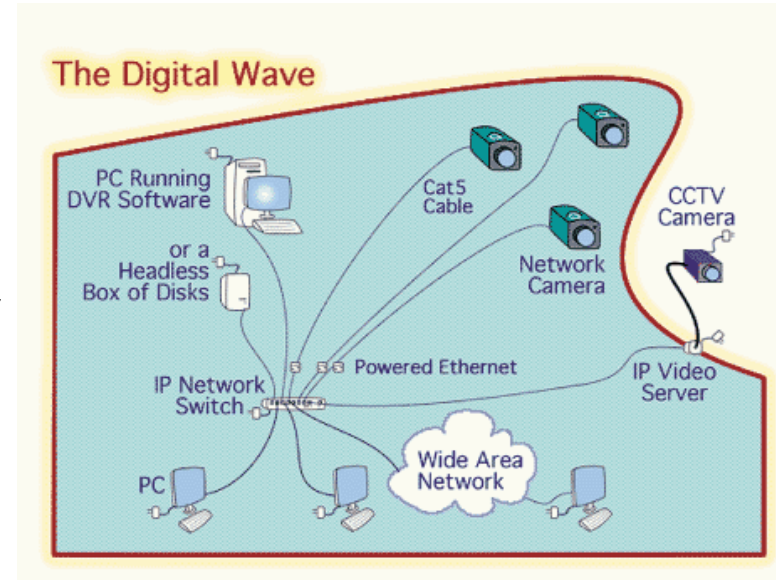 The Digital Wave
PC Running
DVR Software
or a
Headless
Box of Disks
Cat5
Cable
CCTV
Camera
Network
Camera
Powered Ethernet
IP Network
Switch
IP Video
Server
Wide Area
Network
PC